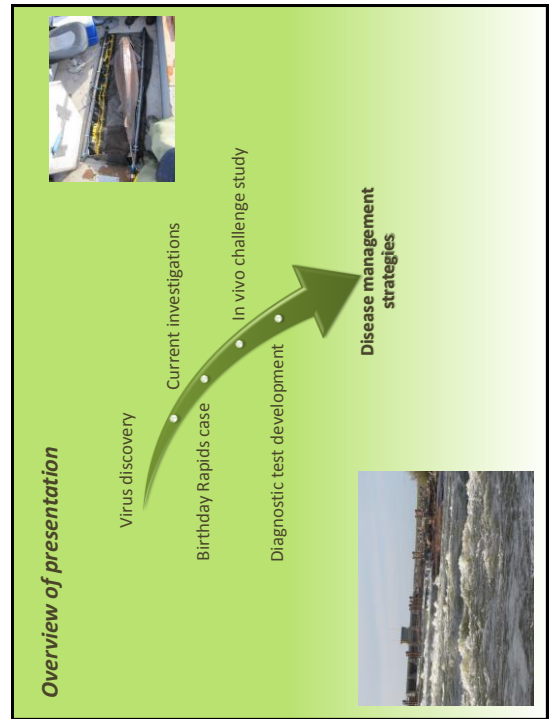 Overview of presentation
Virus discovery
Current investigations
Birthday Rapids case
In vivo challenge study
Diagnostic test development
Disease management
strategies